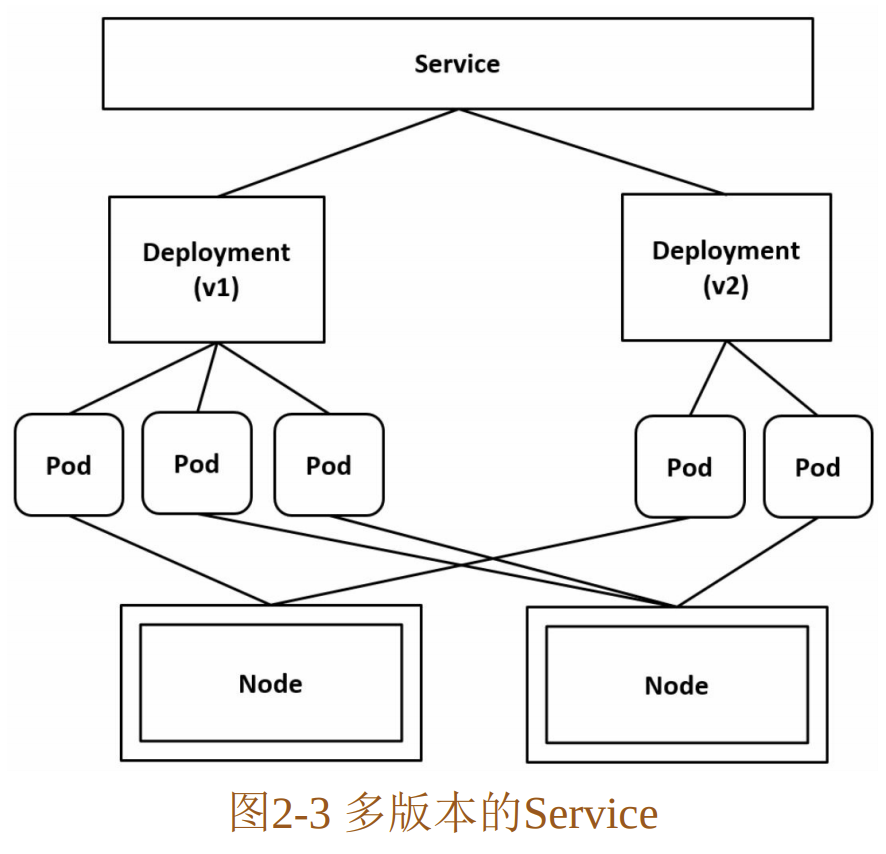 Service
Deployment
(v1)
Deployment
(v2)
Pod
Pod
Pod
Pod
Pod
Node
Node
图2-3 多版本的Service